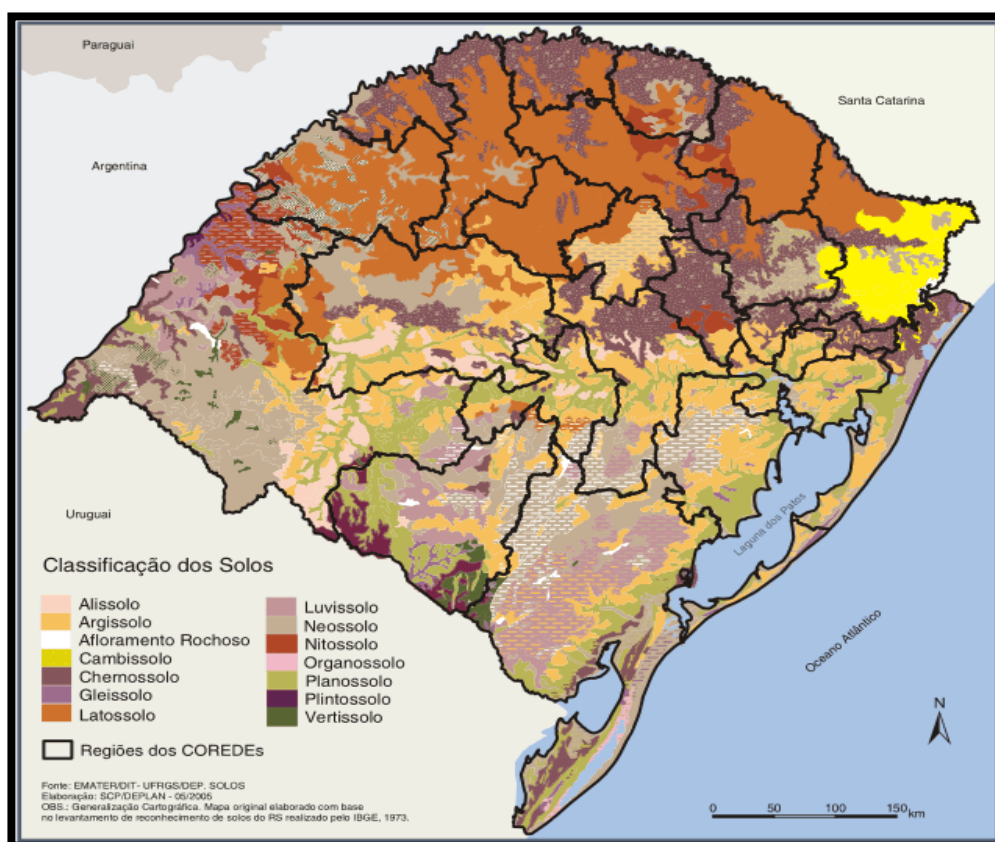 Paraguai
Santa Catarina
Argentina
Uruguai
Laguna dos Patos
Oceano Atlântico
Classificação dos Solos
Alissolo
Argissolo
Afloramento Rochoso
Cambissolo
Chernossolo
Gleissolo
Latossolo
Luvissolo
Neossolo
Nitossolo
Organossolo
Planossolo
Plintossolo
Vertissolo
Regiões dos COREDEs
Fonte: EMATER/DIT- UFRGS/DEP. SOLOS
Elaboração: SCP/DEPLAN - 05/2005
OBS.: Generalização Cartográfica. Mapa original elaborado com base
no levantamento de reconhecimento de solos do RS realizado pelo IBGE, 1973.
N
0 50 100 150 km